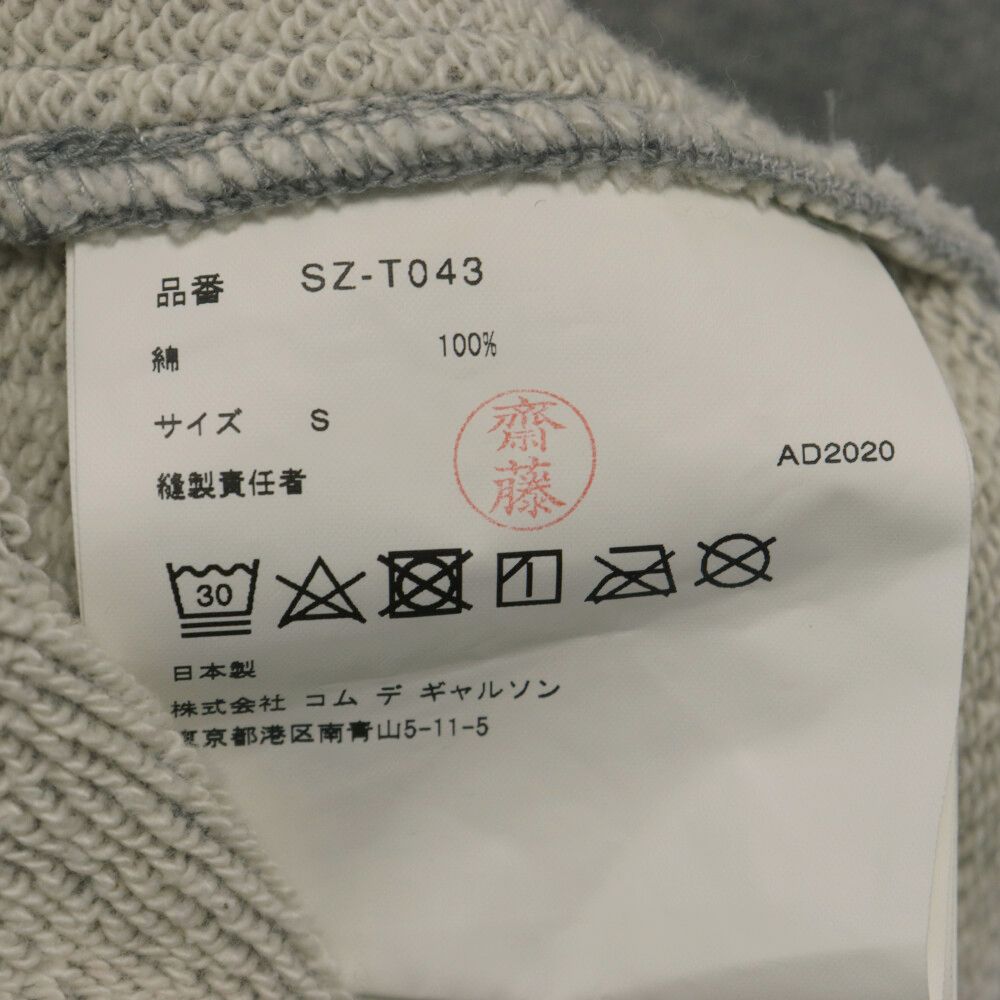 品番 SZ-T043
綿 100%
サイズ S
齋藤
AD2020
縫製責任者
30
日本製
株式会社 コム デ ギャルソン
東京都港区南青山5-11-5